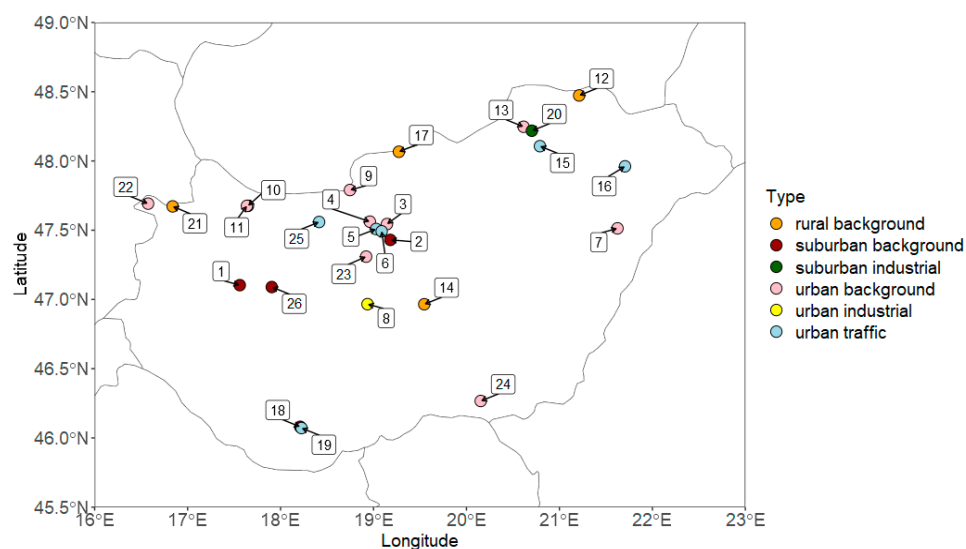 49.0°N
48.5°N
48.0°N
47.5°N
47.0°N
46.5°N
46.0°N
45.5°N
Latitude
12
13
20
17
15
16
9
22
10
4
3
21
11
25
5
2
6
7
23
1
26
14
8
24
18
19
16°E
17°E
18°E
19°E
20°E
21°E
22°E
23°E
Longitude
Type
rural background
suburban background
suburban industrial
urban background
urban industrial
urban traffic